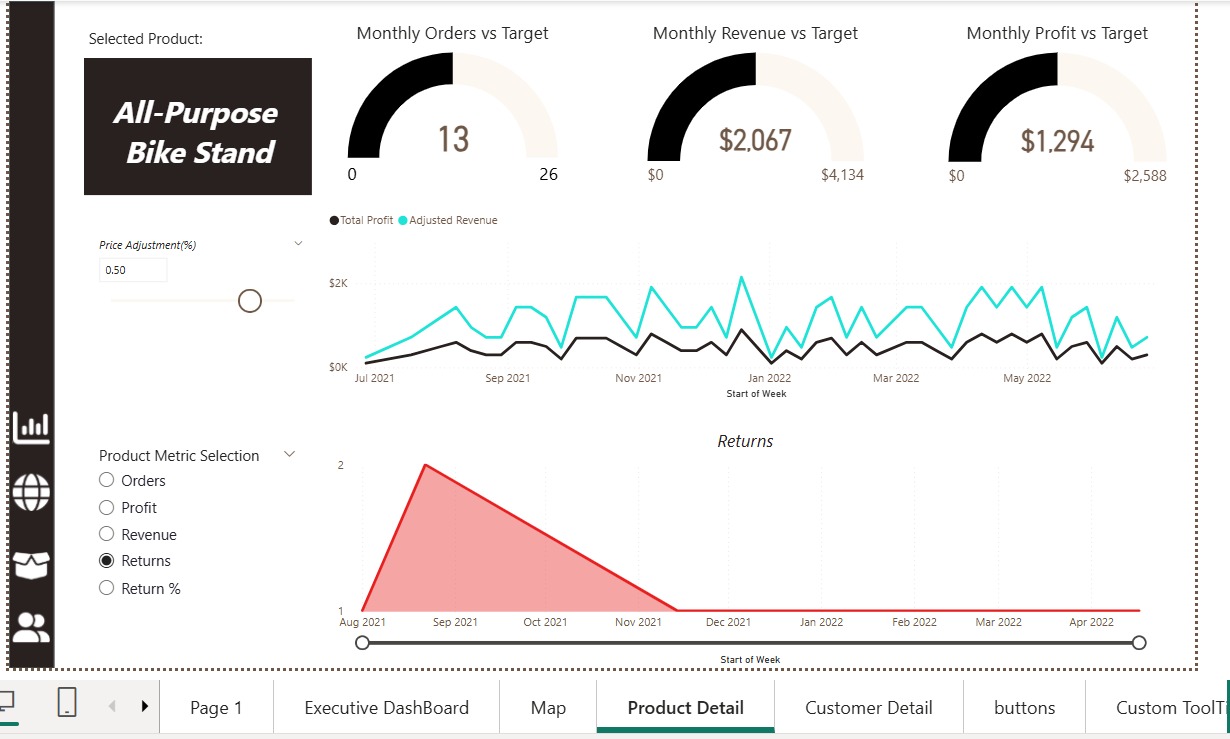 Selected Product:
All-Purpose
Bike Stand
Monthly Orders vs Target
13
0
26
Monthly Revenue vs Target
$2,067
$0
$4,134
Monthly Profit vs Target
$1,294
$0
$2,588
Price Adjustment(%)
0.50
Total Profit Adjusted Revenue
$2K
$0K
Jul 2021 Sep 2021 Nov 2021 Jan 2022 Mar 2022 May 2022
Start of Week
Product Metric Selection
Orders
Profit
Revenue
Returns
Return %
Returns
2
1
Aug 2021 Sep 2021 Oct 2021 Nov 2021 Dec 2021 Jan 2022 Feb 2022 Mar 2022 Apr 2022
Start of Week
Page 1 Executive DashBoard Map Product Detail Customer Detail buttons Custom ToolTi